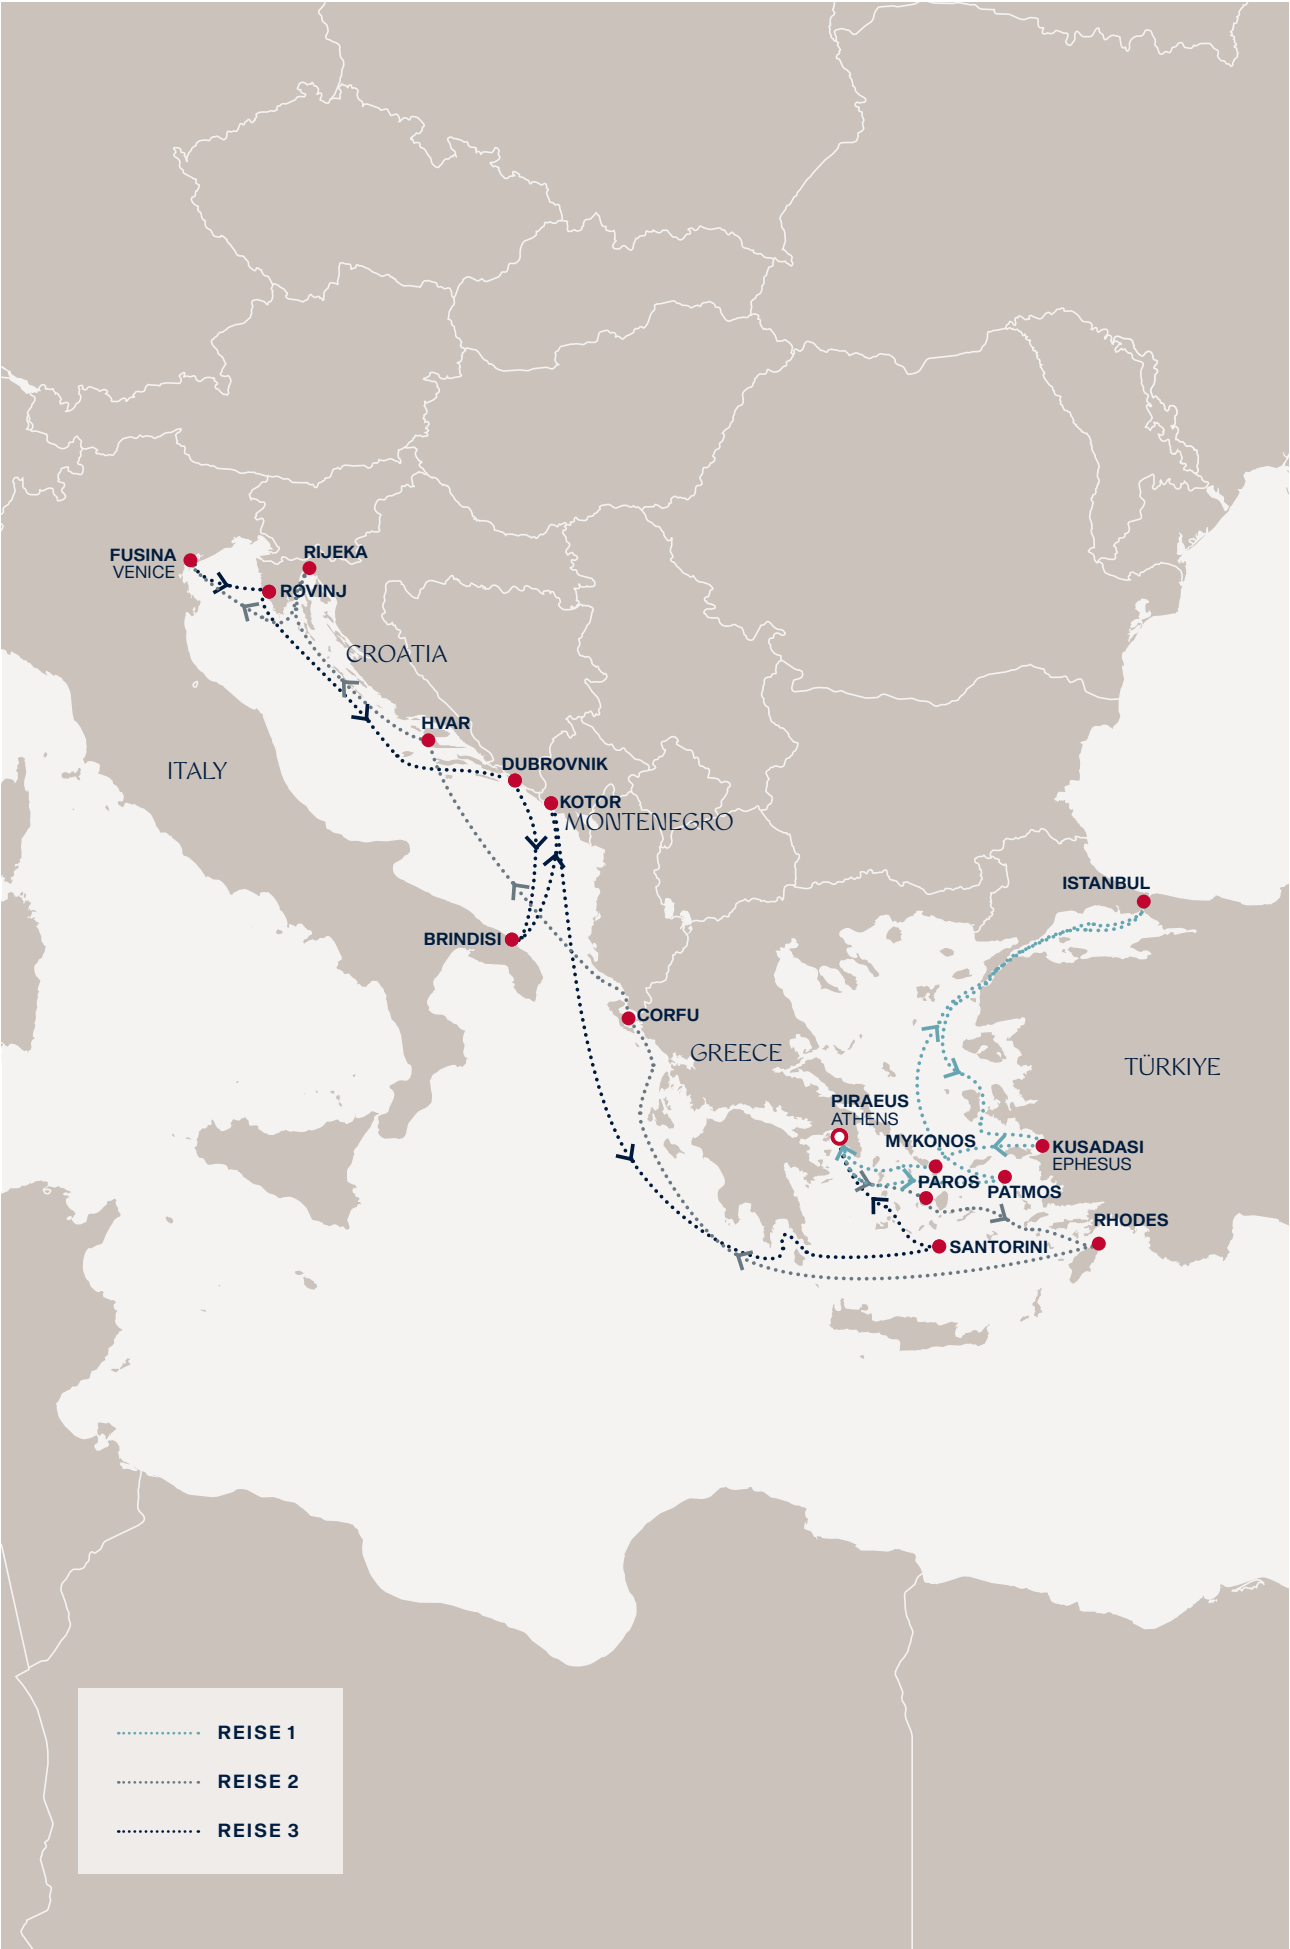 FUSINA
VENICE
RIJEKA
ROVINJ
CROATIA
HVAR
ITALY
DUBROVNIK
KOTOR
MONTENEGRO
ISTANBUL
BRINDISI
CORFU
GREECE
TÜRKIYE
PIRAEUS
ATHENS
MYKONOS
KUSADASI
EPHESUS
PAROS
PATMOS
RHODES
SANTORINI
REISE 1
REISE 2
REISE 3